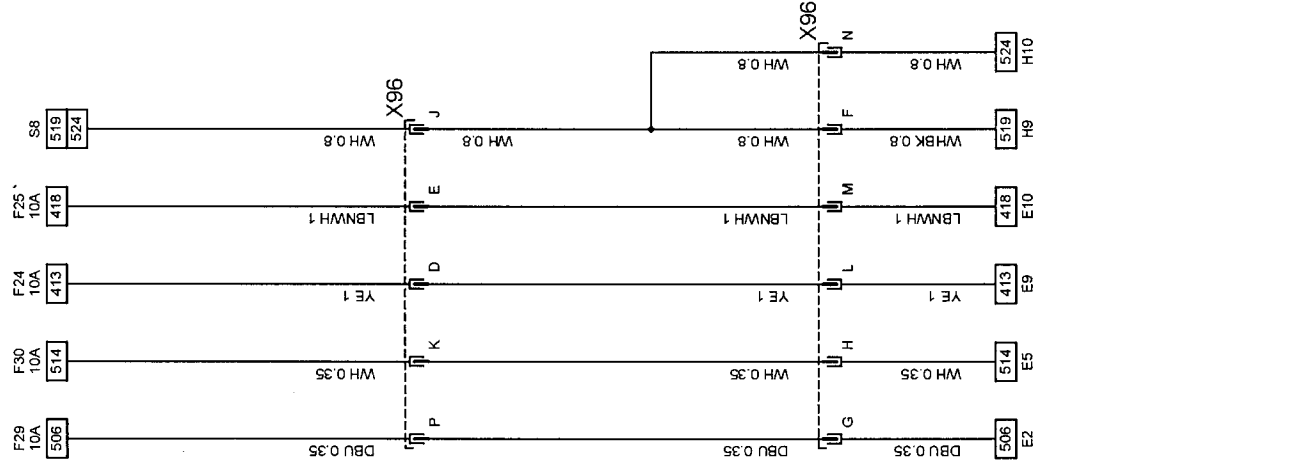 S8
519
524
WH 0.8
X96
J
WH 0.8
WH 0.8
X96
N
WH 0.8
WH 0.8
524
H10
F
WHBK 0.8
519
H9
F25
10A
418
LBNWH 1
E
LBNWH 1
M
LBNWH 1
418
E10
F24
10A
413
YE 1
D
YE 1
L
YE 1
413
E9
F30
10A
514
WH 0.35
K
WH 0.35
H
WH 0.35
514
E5
F29
10A
506
DBU 0.35
P
DBU 0.35
G
DBU 0.35
506
E2